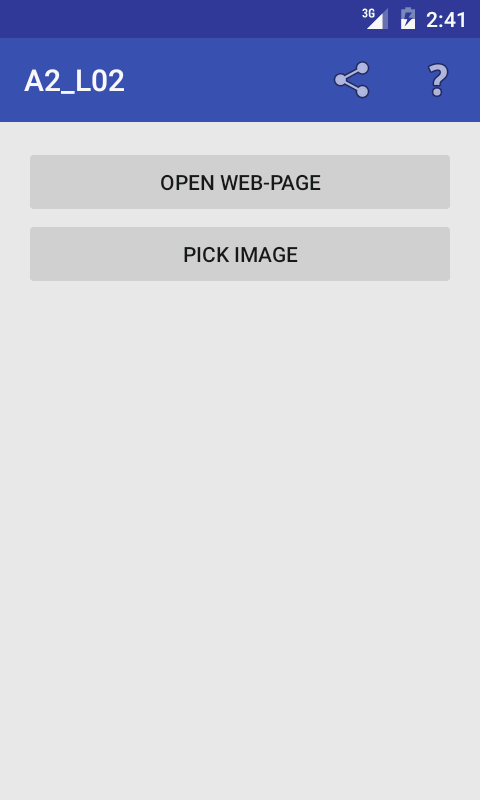 3G 2:41
A2_L02
?
OPEN WEB-PAGE
PICK IMAGE